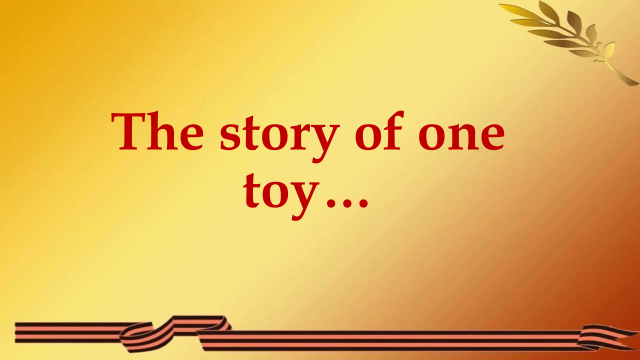 The story of one
toy…